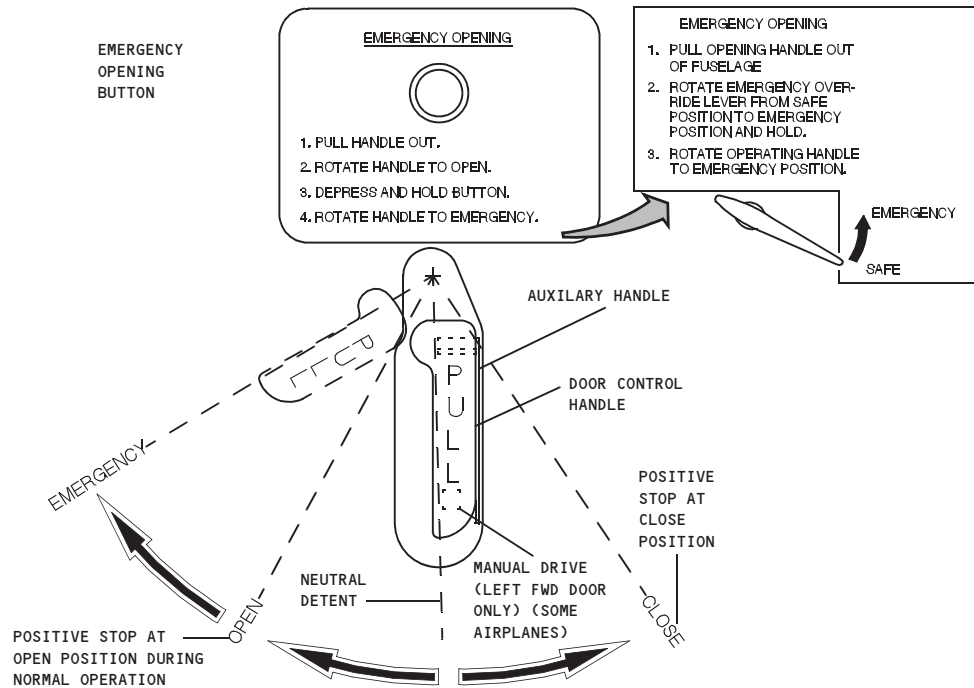 EMERGENCY
OPENING
BUTTON
EMERGENCY OPENING
1. PULL HANDLE OUT.
2. ROTATE HANDLE TO OPEN.
3. DEPRESS AND HOLD BUTTON.
4. ROTATE HANDLE TO EMERGENCY.
EMERGENCY OPENING
1. PULL OPENING HANDLE OUT
OF FUSELAGE
2. ROTATE EMERGENCY OVER-
RIDE LEVER FROM SAFE
POSITION TO EMERGENCY
POSITION AND HOLD.
3. ROTATE OPERATING HANDLE
TO EMERGENCY POSITION.
EMERGENCY
SAFE
AUXILARY HANDLE
PULL
PULL
DOOR CONTROL
HANDLE
EMERGENCY
POSITIVE
STOP AT
CLOSE
POSITION
MANUAL DRIVE
(LEFT FWD DOOR
ONLY) (SOME
AIRPLANES)
NEUTRAL
DETENT
OPEN
CLOSE
POSITIVE STOP AT
OPEN POSITION DURING
NORMAL OPERATION